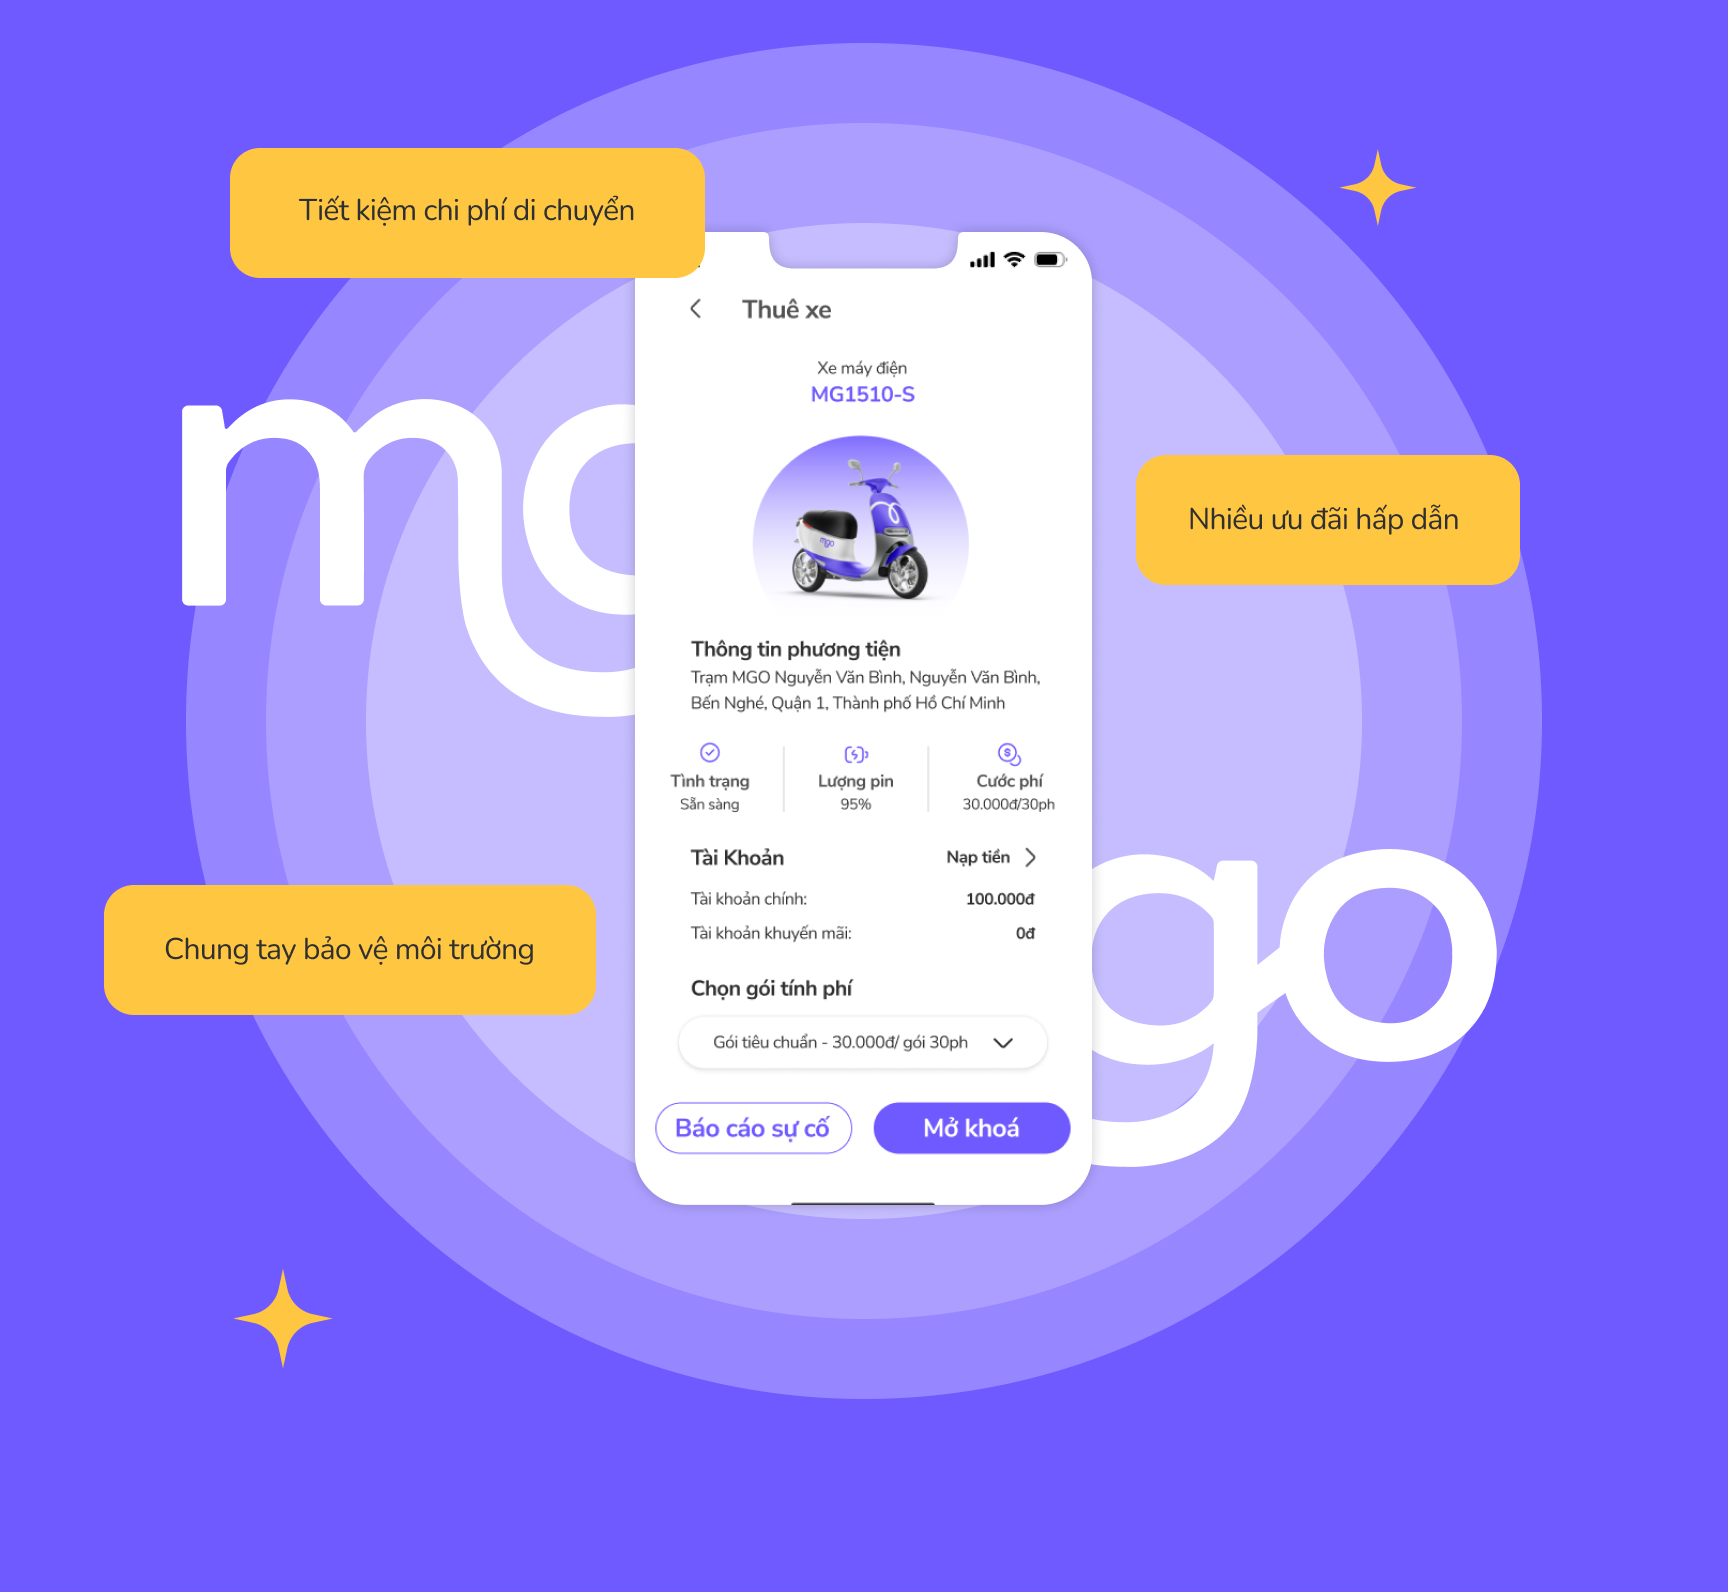 Tiết kiệm chi phí di chuyển
Thuê xe
Xe máy điện
MG1510-S
mgo
mgo
Nhiều ưu đãi hấp dẫn
Thông tin phương tiện
Trạm MGO Nguyễn Văn Bình, Nguyễn Văn Bình,
Bến Nghé, Quận 1, Thành phố Hồ Chí Minh
Tình trạng
Sẵn sàng
Lượng pin
95%
Cước phí
30.000đ/30ph
Tài Khoản
Nạp tiền
Tài khoản chính:
100.000đ
Tài khoản khuyến mãi:
0đ
Chung tay bảo vệ môi trường
go
Chọn gói tính phí
Gói tiêu chuẩn - 30.000đ/ gói 30ph
Báo cáo sự cố
Mở khoá